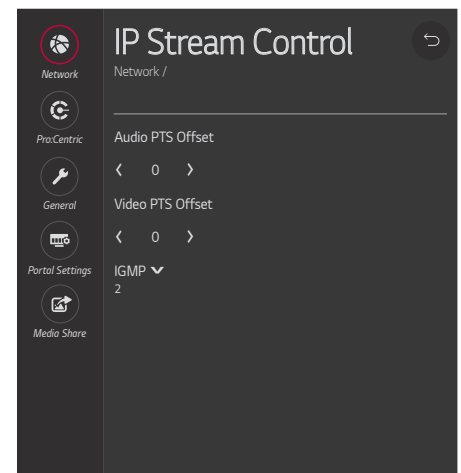 IP Stream Control
Network /
Network
Pro:Centric
General
Portal Settings
Media Share
Audio PTS Offset
0
Video PTS Offset
0
IGMP
2